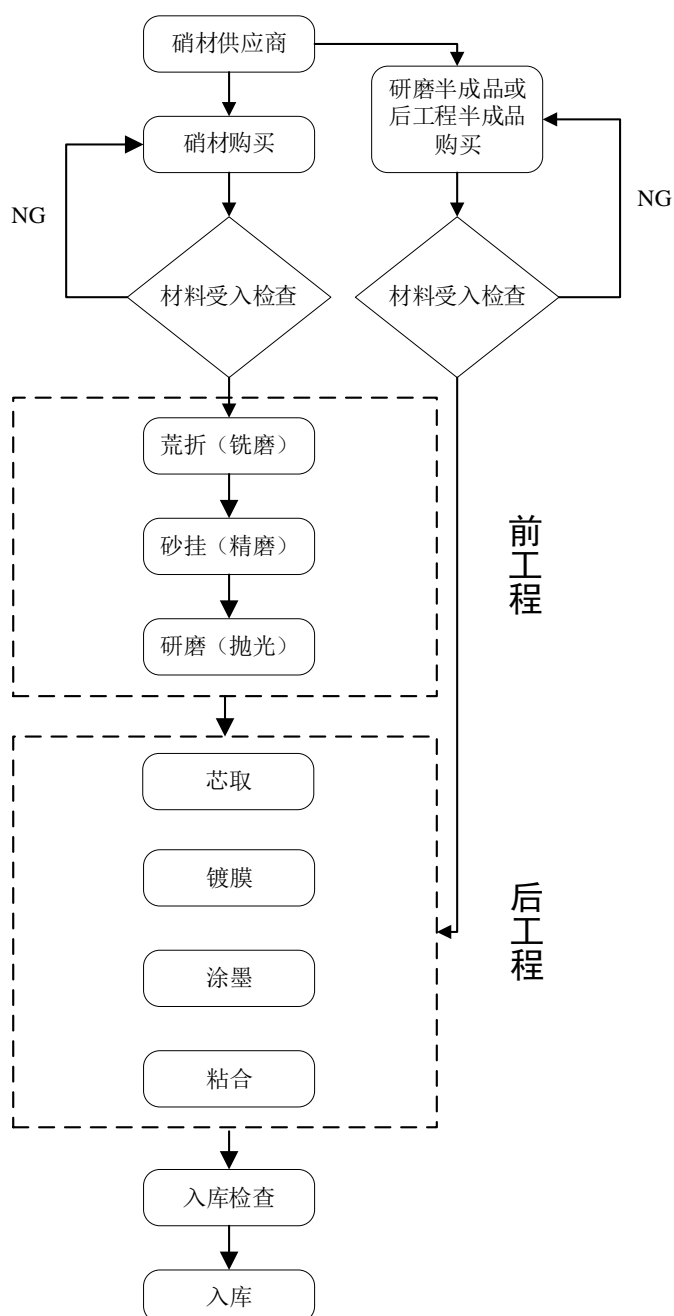 硝材供应商
研磨半成品或
后工程半成品
购买
硝材购买
NG
NG
材料受入检查
材料受入检查
荒折（铣磨）
砂挂（精磨）
研磨（抛光）
前工程
芯取
镀膜
涂墨
粘合
后工程
入库检查
入库